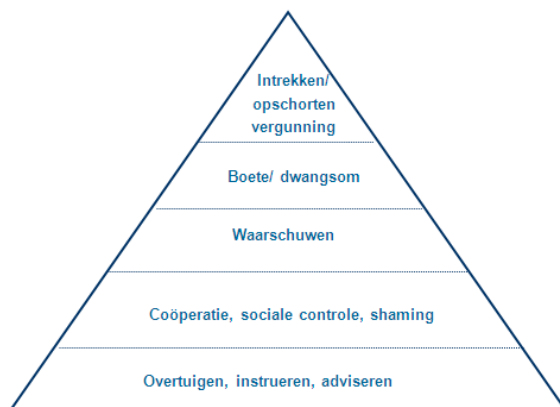 Intrekken/
opschorten
vergunning
Boete/ dwangsom
Waarschuwen
Coöperatie, sociale controle, shaming
Overtuigen, instrueren, adviseren